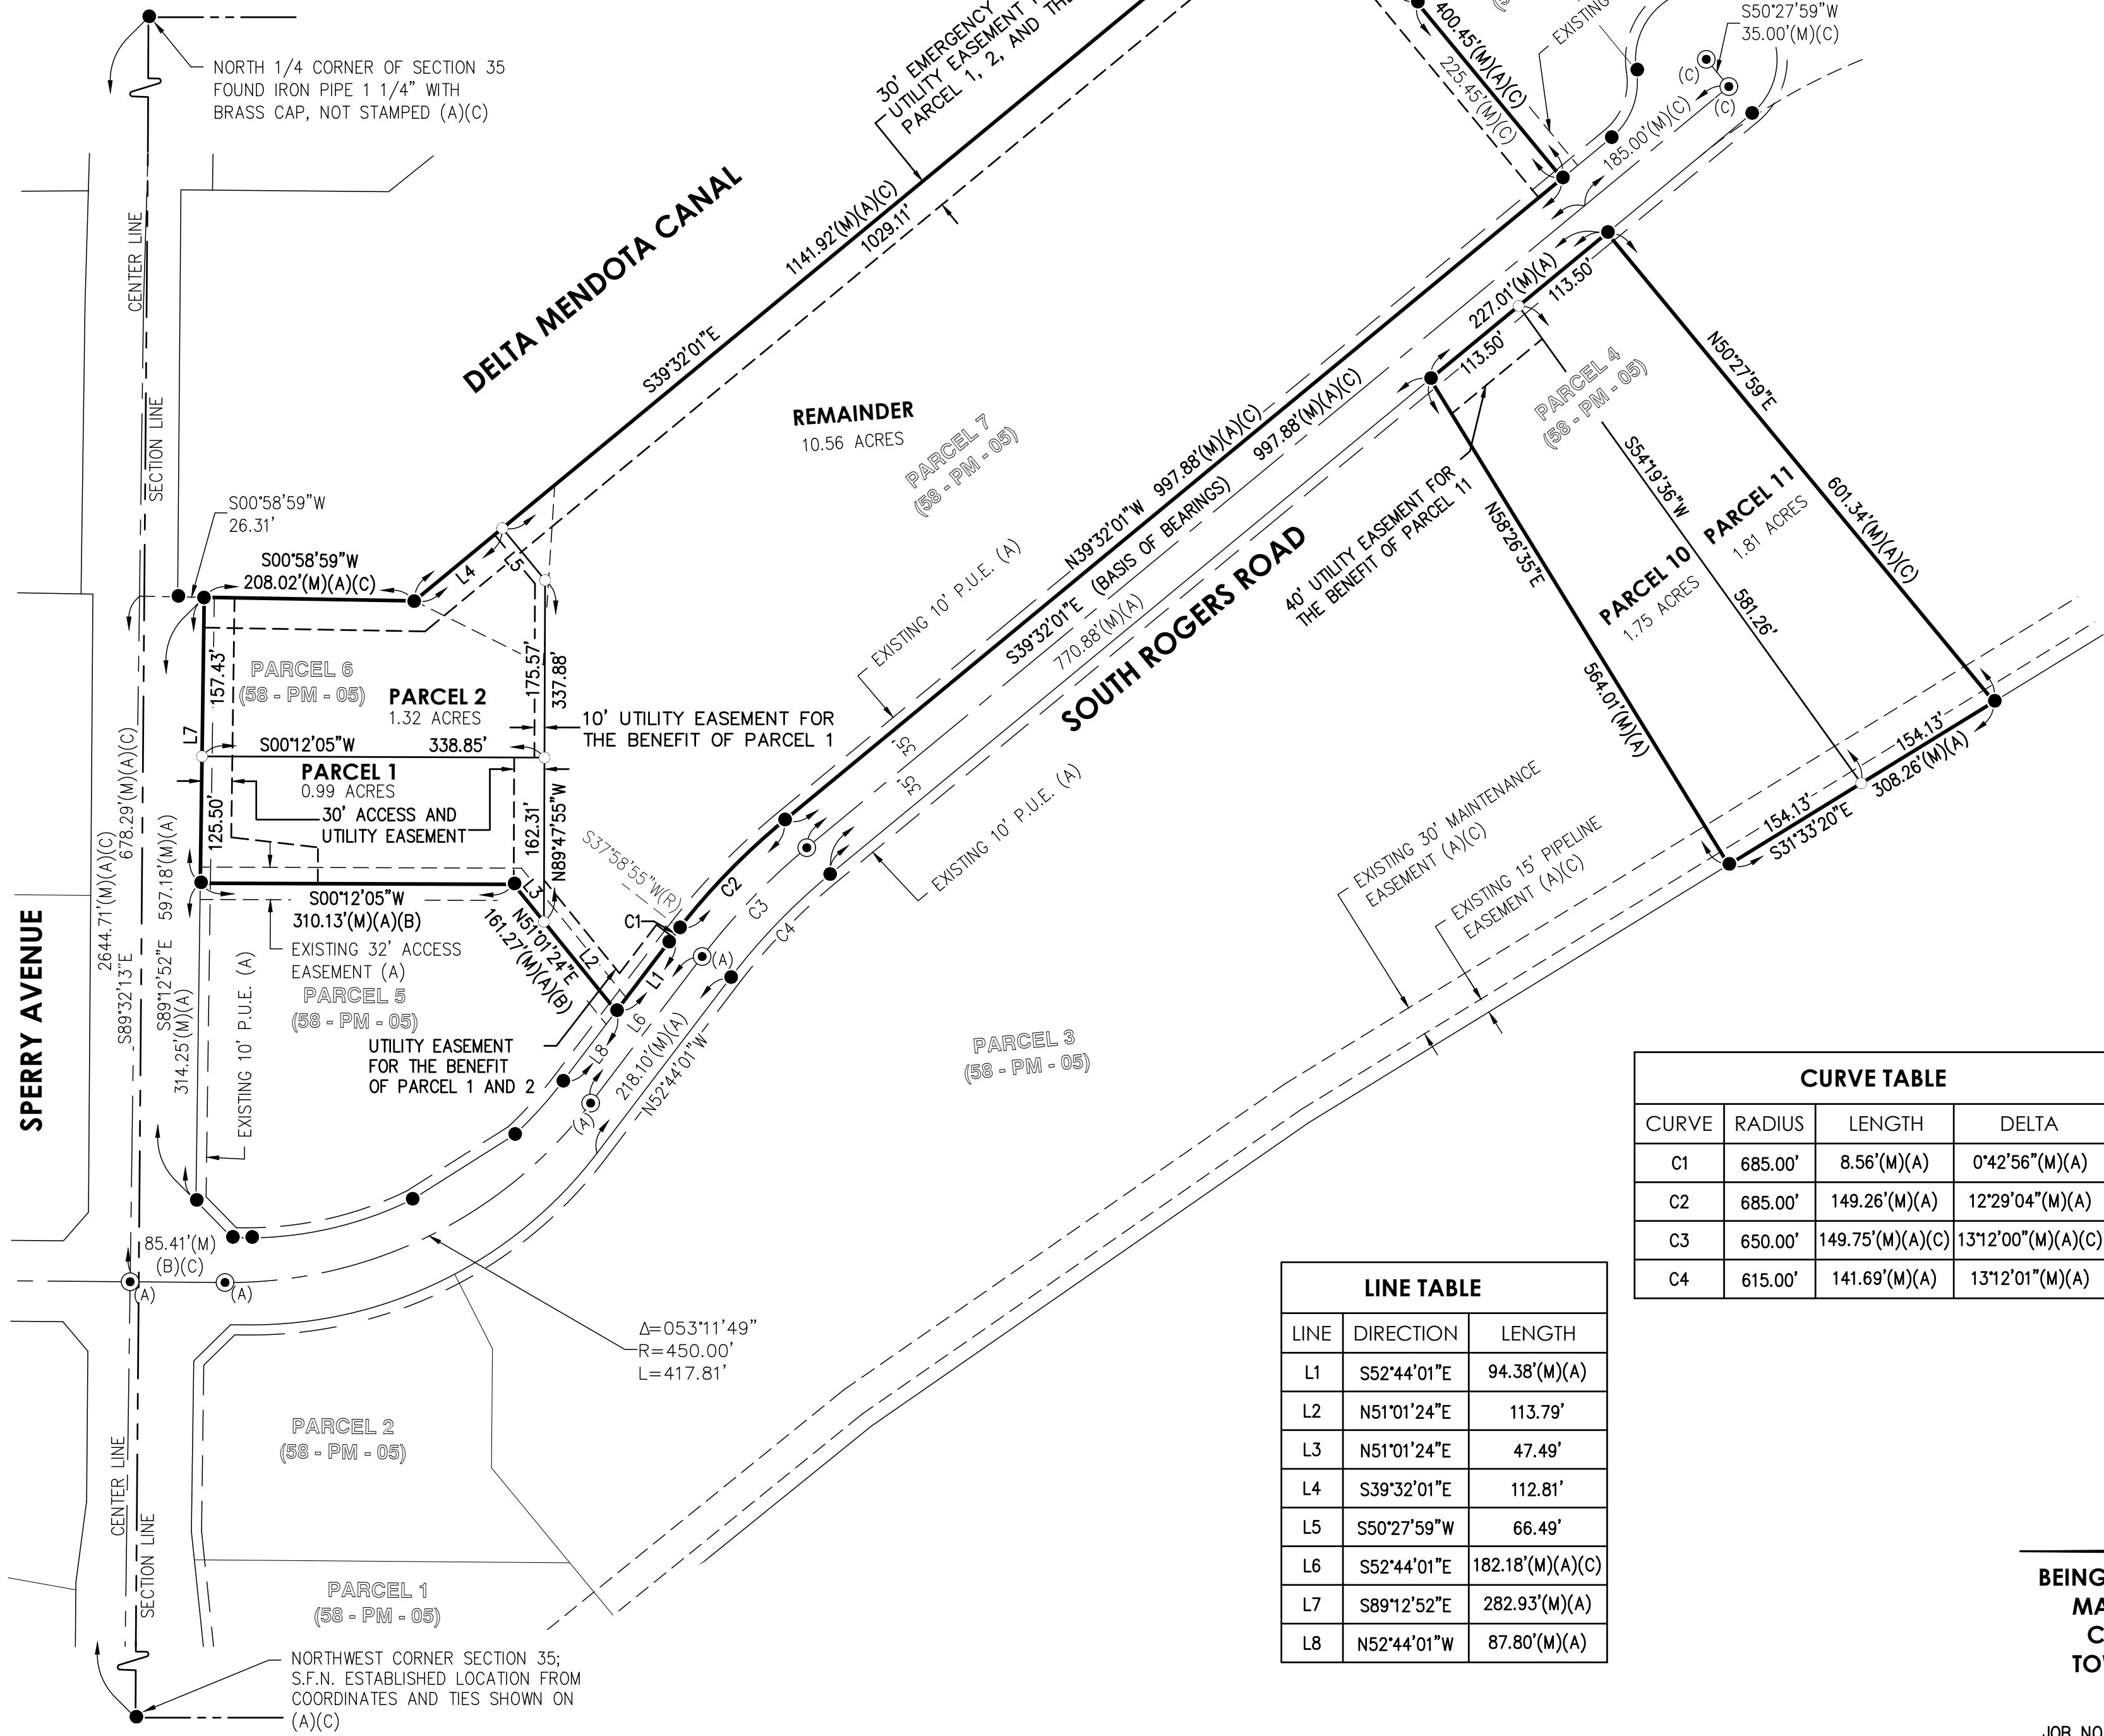 NORTH 1/4 CORNER OF SECTION 35
FOUND IRON PIPE 1 1/4" WITH
BRASS CAP, NOT STAMPED (A)(C)
30' EMERGENCY
UTILITY EASEMENT
PARCEL 1, 2, AND THE
400.45'(M)(A)(C)
225.45'(M)(C)
EXISTING
S50°27'59"W
35.00'(M)(C)
(C)
(C)
185.00'(M)(C)
CENTER LINE
SECTION LINE
DELTA MENDOTA CANAL
1141.92'(M)(A)(C)
1029.11'
S39°32'01"E
REMAINDER
10.56 ACRES
PARCEL 7
(58 - PM - 05)
227.01'(M)(A)
113.50'
113.50'
PARCEL 4
(58 - PM - 05)
N50°27'59"E
601.34'(M)(A)(C)
S54°19'36"W
581.26'
PARCEL 11
1.81 ACRES
PARCEL 10
1.75 ACRES
N58°26'35"E
564.01'(M)(A)
154.13'
308.26'(M)(A)
154.13'
S31°33'20"E
40' UTILITY EASEMENT FOR
THE BENEFIT OF PARCEL 11
N39°32'01"W 997.88'(M)(A)(C)
S39°32'01"E (BASIS OF BEARINGS) 997.88'(M)(A)(C)
770.88'(M)(A)
SOUTH ROGERS ROAD
EXISTING 10' P.U.E. (A)
35'
35'
EXISTING 10' P.U.E. (A)
S00°58'59"W
26.31'
S00°58'59"W
208.02'(M)(A)(C)
L4
L5
157.43'
PARCEL 6
(58 - PM - 05)
PARCEL 2
1.32 ACRES
175.57'
337.88'
10' UTILITY EASEMENT FOR
THE BENEFIT OF PARCEL 1
L7
S00°12'05"W 338.85'
PARCEL 1
0.99 ACRES
30' ACCESS AND
UTILITY EASEMENT
125.50'
162.31'
N89°47'55"W
S00°12'05"W
310.13'(M)(A)(B)
L3
N51°01'24"E
161.27'(M)(A)(B)
L2
EXISTING 32' ACCESS
EASEMENT (A)
PARCEL 5
(58 - PM - 05)
UTILITY EASEMENT
FOR THE BENEFIT
OF PARCEL 1 AND 2
S37°58'55"W(R)
C1
C2
C3
C4
L1
(A)
L6
L8
218.10'(M)(A)
N52°44'01"W
(A)
SPERRY AVENUE
2644.71'(M)(A)(C)
S89°32'13"E 678.29'(M)(A)(C)
S89°12'52"E 597.18'(M)(A)
314.25'(M)(A)
EXISTING 10' P.U.E. (A)
85.41'(M)
(B)(C)
(A)
(A)
Δ=053°11'49"
R=450.00'
L=417.81'
PARCEL 3
(58 - PM - 05)
EXISTING 30' MAINTENANCE
EASEMENT (A)(C)
EXISTING 15' PIPELINE
EASEMENT (A)(C)
PARCEL 2
(58 - PM - 05)
CENTER LINE
SECTION LINE
PARCEL 1
(58 - PM - 05)
NORTHWEST CORNER SECTION 35;
S.F.N. ESTABLISHED LOCATION FROM
COORDINATES AND TIES SHOWN ON
(A)(C)
CURVE TABLE
CURVE RADIUS LENGTH DELTA
C1 685.00' 8.56'(M)(A) 0°42'56"(M)(A)
C2 685.00' 149.26'(M)(A) 12°29'04"(M)(A)
C3 650.00' 149.75'(M)(A)(C) 13°12'00"(M)(A)(C)
C4 615.00' 141.69'(M)(A) 13°12'01"(M)(A)
LINE TABLE
LINE DIRECTION LENGTH
L1 S52°44'01"E 94.38'(M)(A)
L2 N51°01'24"E 113.79'
L3 N51°01'24"E 47.49'
L4 S39°32'01"E 112.81'
L5 S50°27'59"W 66.49'
L6 S52°44'01"E 182.18'(M)(A)(C)
L7 S89°12'52"E 282.93'(M)(A)
L8 N52°44'01"W 87.80'(M)(A)
BEING
MA
C
TO
JOB NO